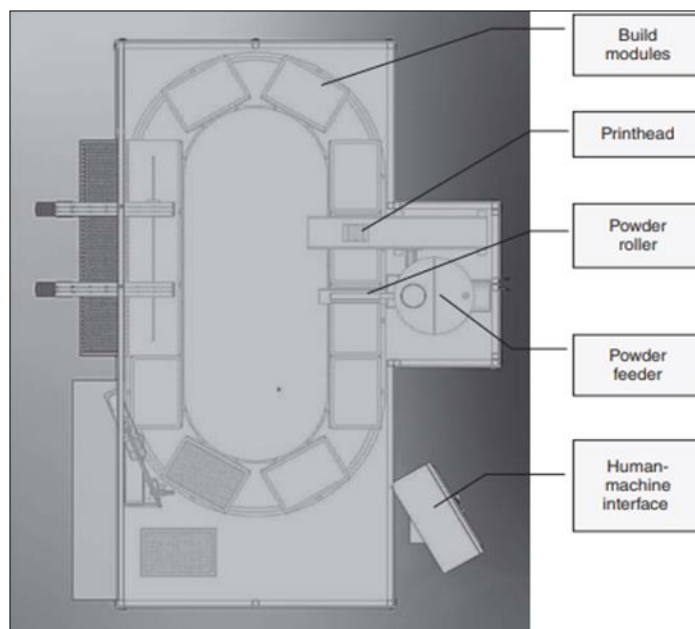 Build
modules
Printhead
Powder
roller
Powder
feeder
Human-
machine
interface